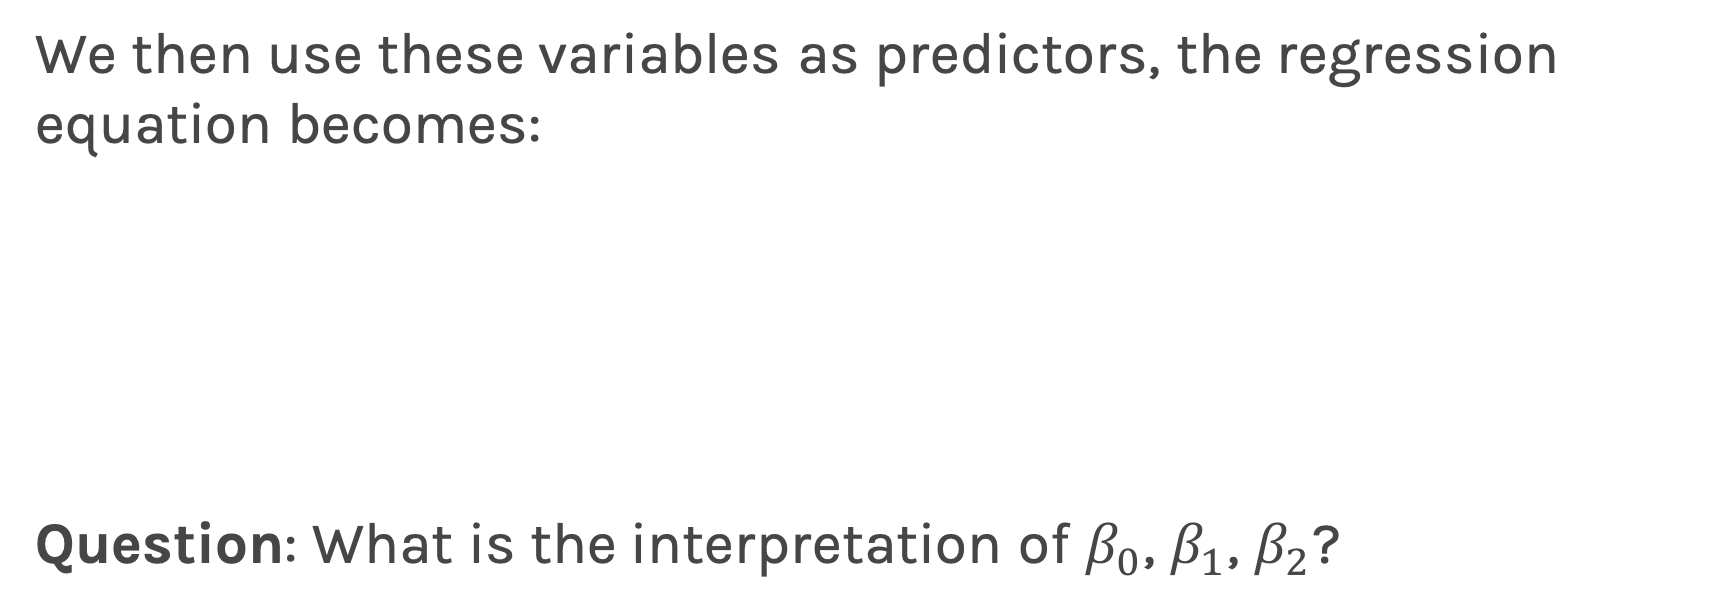 We then use these variables as predictors, the regression
equation becomes:
Question: What is the interpretation of β₀, β₁, β₂?